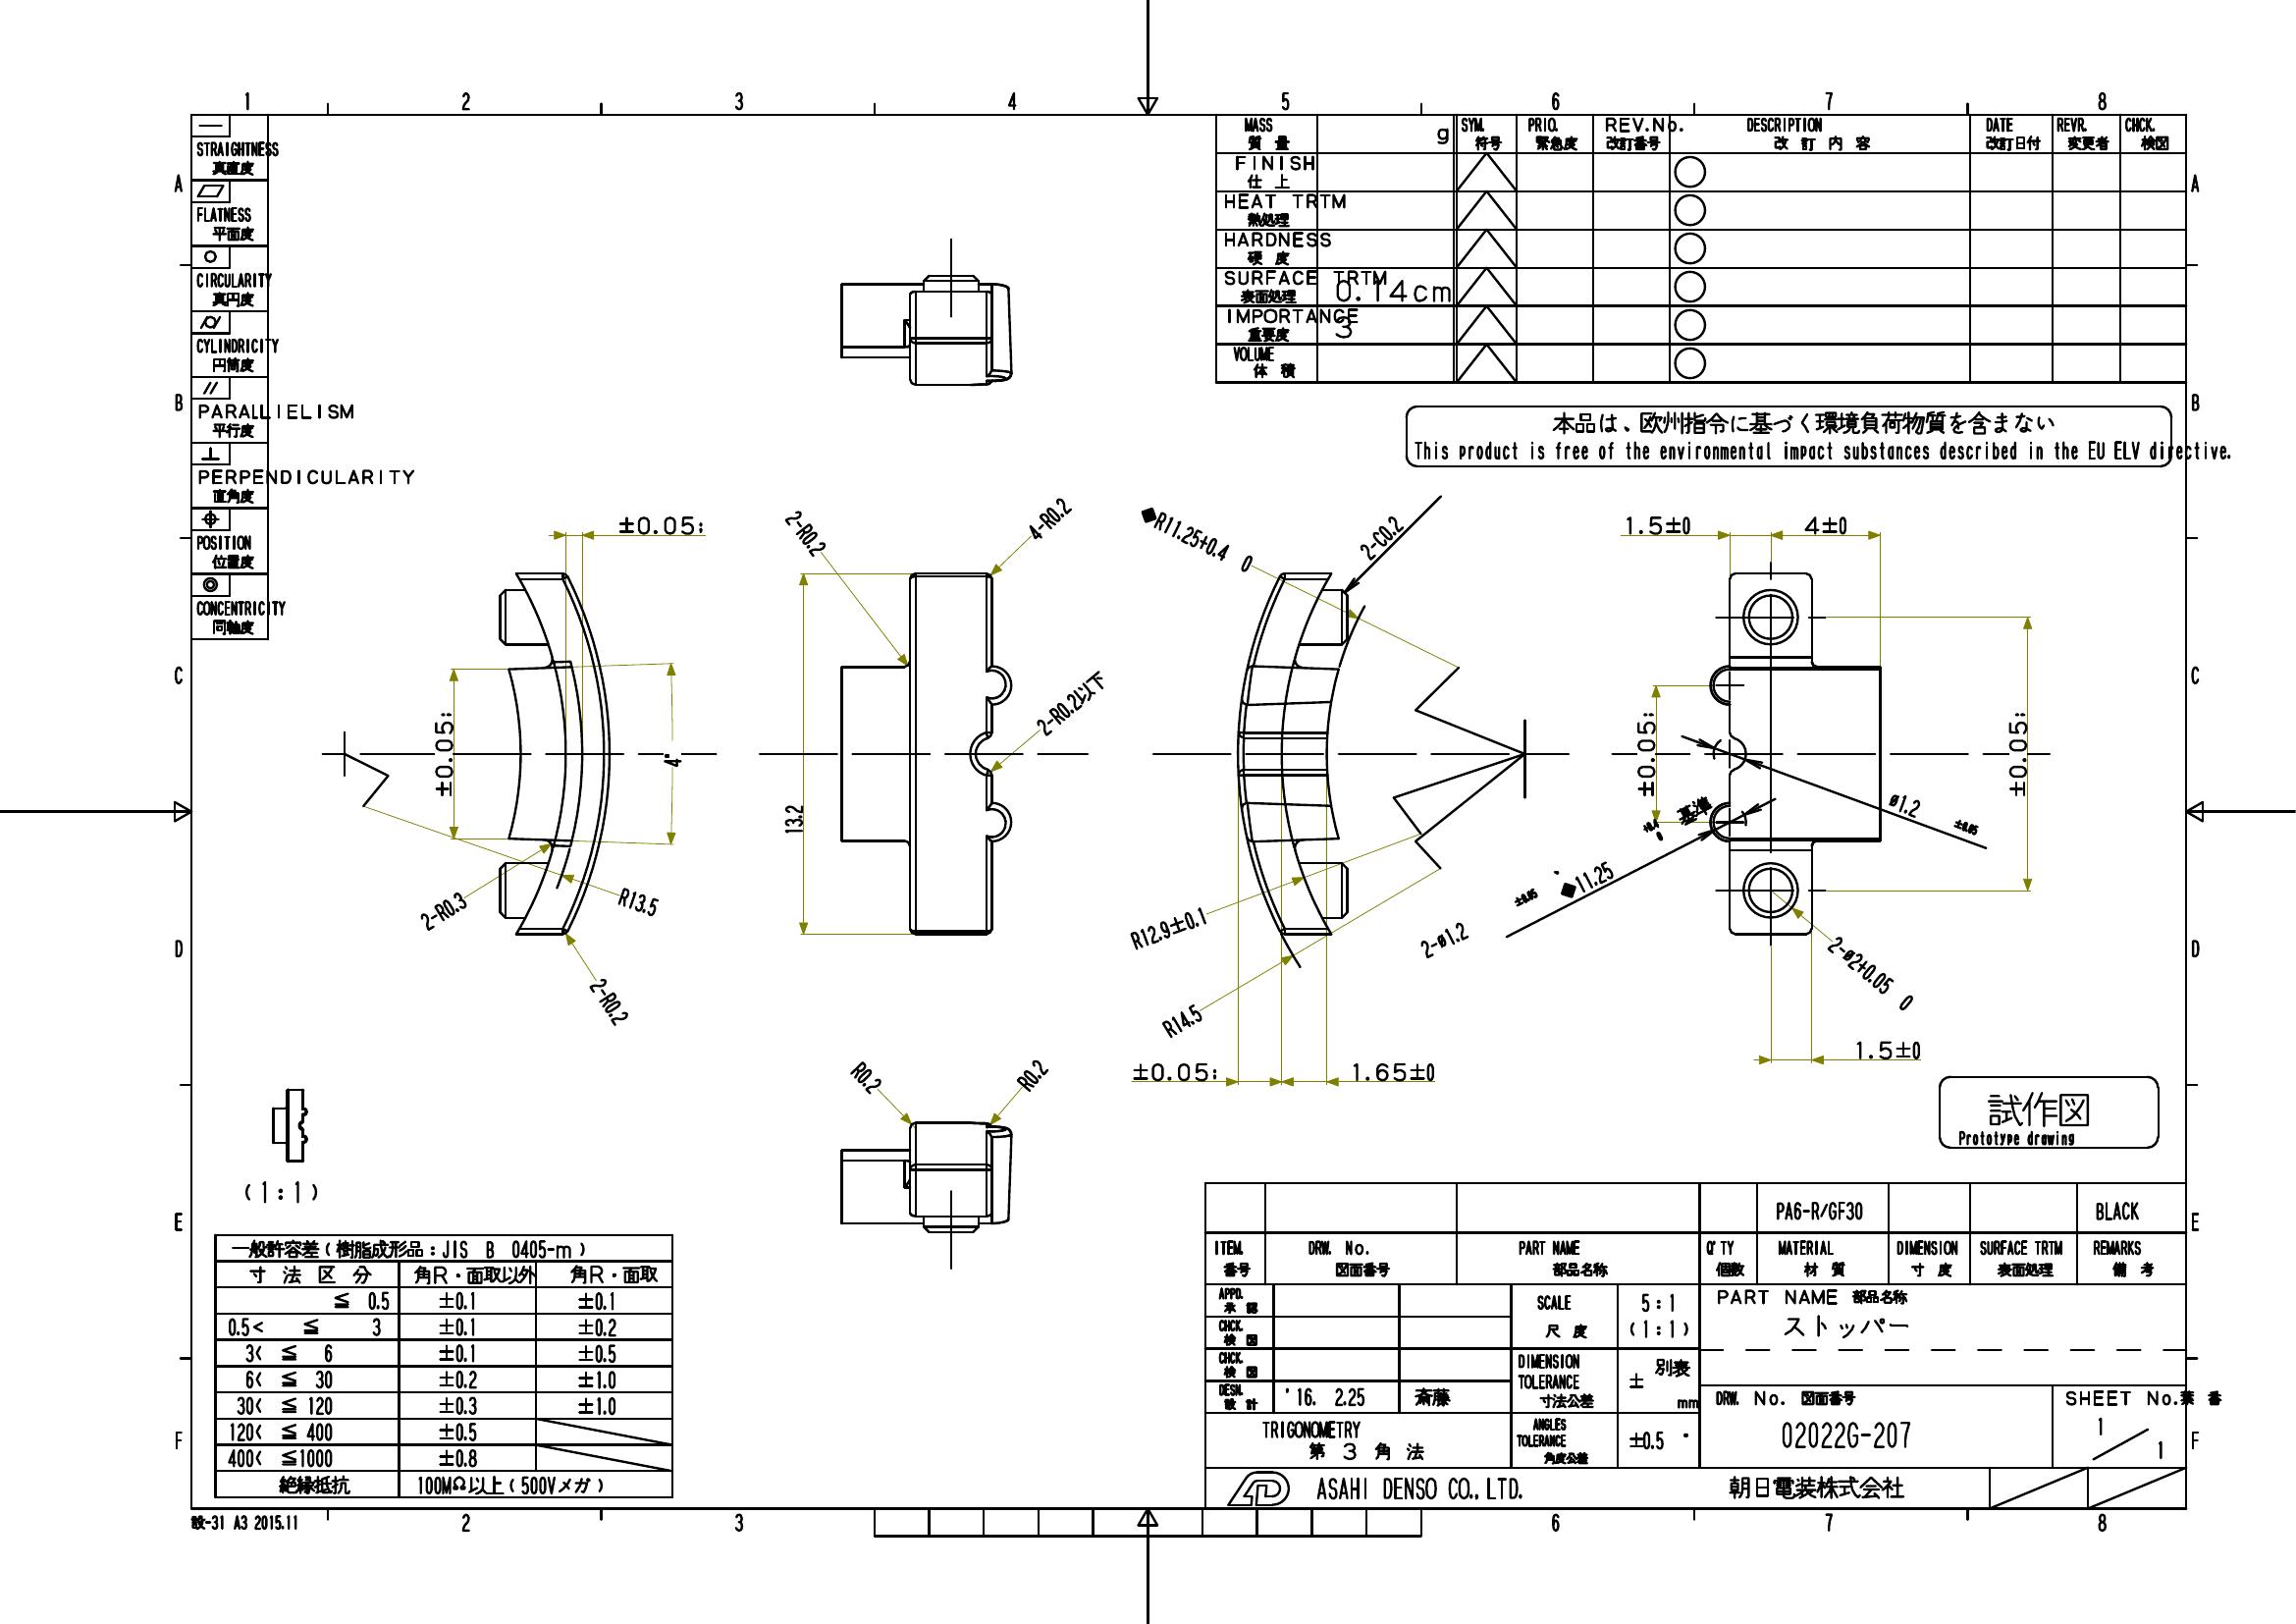 1 2 3 4 5 6 7 8
A B C D E F
STRAIGHTNESS
真直度
FLATNESS
平面度
CIRCULARITY
真円度
CYLINDRICITY
円筒度
PARALLIELISM
平行度
PERPENDICULARITY
直角度
POSITION
位置度
CONCENTRICITY
同軸度
MASS
質 量
g
FINISH
仕 上
HEAT TRTM
熱処理
HARDNESS
硬 度
SURFACE TRTM
表面処理
0.14cm
IMPORTANCE
重要度
3
VOLUME
体 積
SYM. PRIO. REV.No. DESCRIPTION DATE REVR. CHCK.
符号 緊急度 改訂番号 改 訂 内 容 改訂日付 変更者 検図
本品は、欧州指令に基づく環境負荷物質を含まない
This product is free of the environmental impact substances described in the EU ELV directive.
±0.05:
±0.05:
4°
2-R0.3
R13.5
2-R0.2
2-R0.2
4-R0.2
13.2
2-R0.2以下
◆R11.25+0.4 0
2-C0.2
R12.9±0.1
R14.5
±0.05:
1.65±0
1.5±0
4±0
±0.05:
±0.05:
+0.4
0
基準
ø1.2 ±0.05
2-ø1.2 ±0.05
◆11.25
2-ø2+0.05 0
1.5±0
R0.2
R0.2
(1:1)
試作図
Prototype drawing
一般許容差(樹脂成形品:JIS B 0405-m)
寸 法 区 分 角R・面取以外 角R・面取
≦ 0.5 ±0.1 ±0.1
0.5< ≦ 3 ±0.1 ±0.2
3< ≦ 6 ±0.1 ±0.5
6< ≦ 30 ±0.2 ±1.0
30< ≦ 120 ±0.3 ±1.0
120< ≦ 400 ±0.5
400< ≦1000 ±0.8
絶縁抵抗 100MΩ以上(500Vメガ)
PA6-R/GF30 BLACK
ITEM. DRW. No. PART NAME Q'TY MATERIAL DIMENSION SURFACE TRTM REMARKS
番号 図面番号 部品名称 個数 材 質 寸 度 表面処理 備 考
APPD.
承 認
CHCK.
検 図
CHCK.
検 図
DESN.
設 計
'16. 2.25 斎藤
SCALE
尺 度
5:1
(1:1)
DIMENSION
TOLERANCE
寸法公差
± 別表
mm
TRIGONOMETRY
第 3 角 法
ANGLES
TOLERANCE
角度公差
±0.5 °
PART NAME 部品名称
ストッパー
DRW. No. 図面番号
02022G-207
SHEET No.葉 番
1/1
ASAHI DENSO CO.,LTD. 朝日電装株式会社
設-31 A3 2015.11
2 3 6 7 8